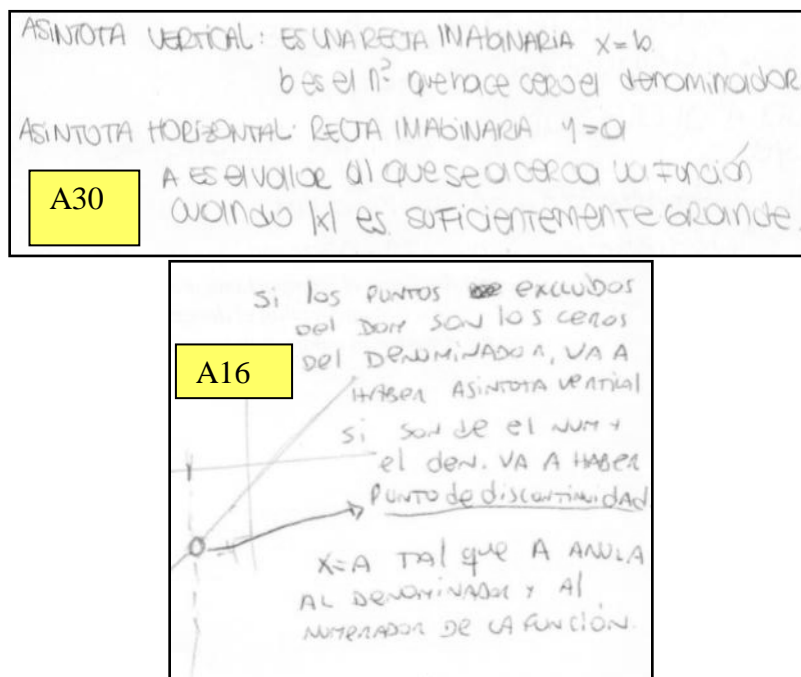 ASINTOTA VERTICAL: ES UNA RECTA IMAGINARIA x=b
b es el n° que hace cero el denominador.
ASINTOTA HORIZONTAL: RECTA IMAGINARIA y=a
A30
A es el valor al que se acerca la función
cuando |x| es suficientemente grande.
si los PUNTOS excluidos
Del DOM son los ceros
Del DENOMINADOR, VA A
A16
HABER ASINTOTA VERTICAL
si son de el NUM y
el den. VA A HABER
PUNTO de discontinuidad
X=A TAl que A ANULA
AL DENOMINADOR Y Al
NUMERADOR DE LA FUNCIÓN.